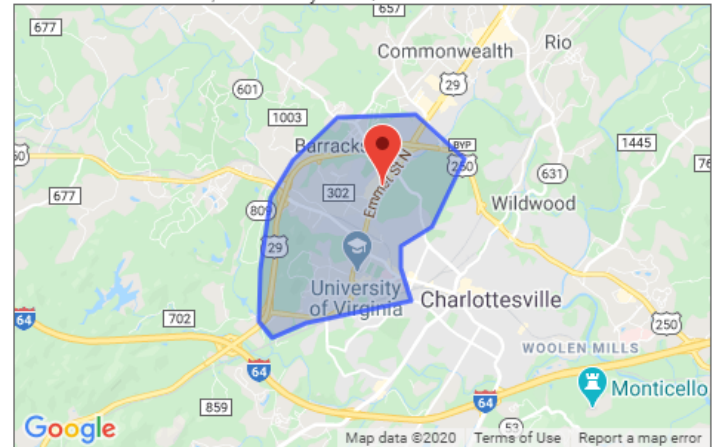 657
677
Commonwealth
Rio
29
601
1003
Barracks
BYP
1445
250
302
Emmet St N
631
677
Wildwood
809
29
University
of Virginia
Charlottesville
64
702
250
WOOLEN MILLS
64
Monticello
64
859
53
Google
Map data ©2020 Terms of Use Report a map error